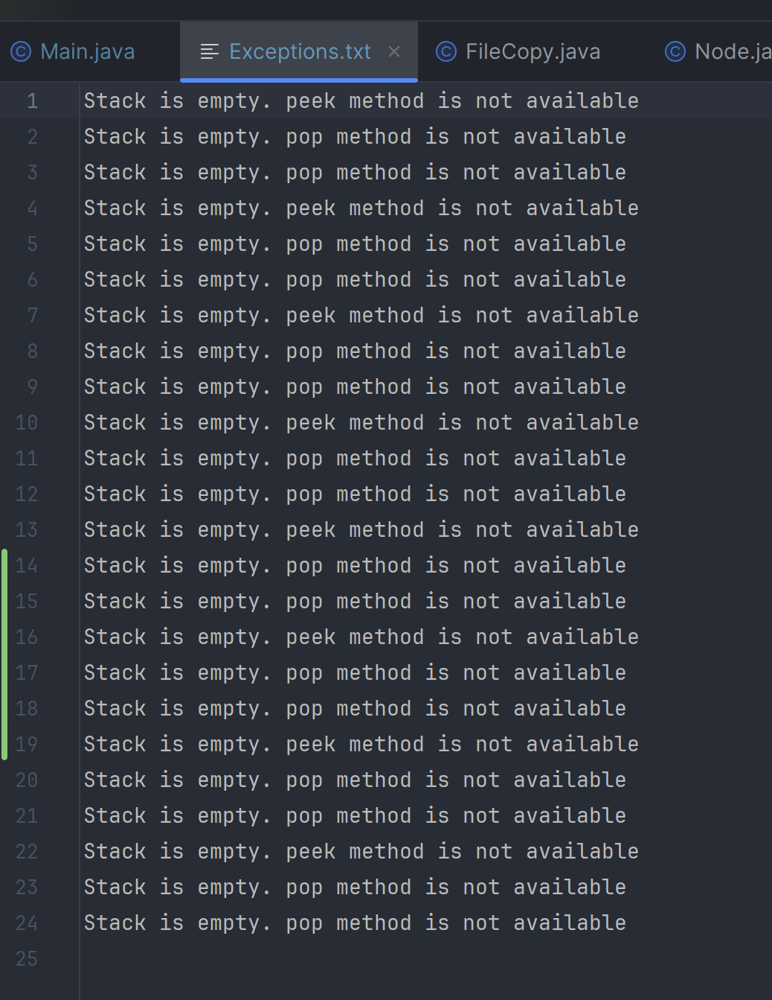 Main.java Exceptions.txt FileCopy.java Node.ja
1 Stack is empty. peek method is not available
2 Stack is empty. pop method is not available
3 Stack is empty. pop method is not available
4 Stack is empty. peek method is not available
5 Stack is empty. pop method is not available
6 Stack is empty. pop method is not available
7 Stack is empty. peek method is not available
8 Stack is empty. pop method is not available
9 Stack is empty. pop method is not available
10 Stack is empty. peek method is not available
11 Stack is empty. pop method is not available
12 Stack is empty. pop method is not available
13 Stack is empty. peek method is not available
14 Stack is empty. pop method is not available
15 Stack is empty. pop method is not available
16 Stack is empty. peek method is not available
17 Stack is empty. pop method is not available
18 Stack is empty. pop method is not available
19 Stack is empty. peek method is not available
20 Stack is empty. pop method is not available
21 Stack is empty. pop method is not available
22 Stack is empty. peek method is not available
23 Stack is empty. pop method is not available
24 Stack is empty. pop method is not available
25